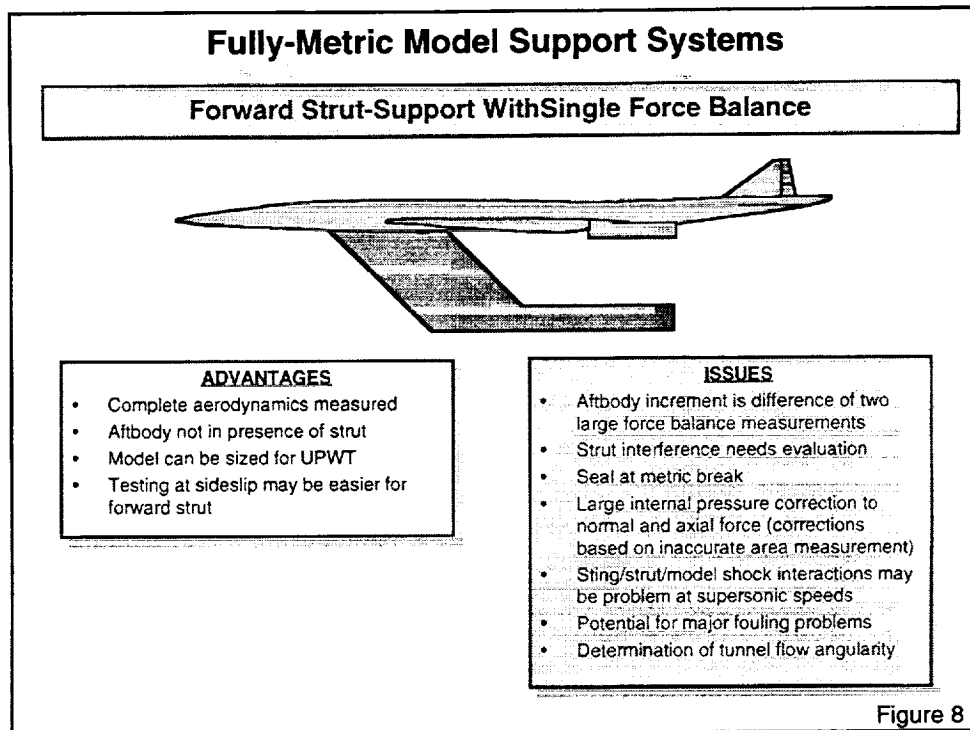 Fully-Metric Model Support Systems
Forward Strut-Support WithSingle Force Balance
ADVANTAGES
• Complete aerodynamics measured
• Aftbody not in presence of strut
• Model can be sized for UPWT
• Testing at sideslip may be easier for
forward strut
ISSUES
• Aftbody increment is difference of two
large force balance measurements
• Strut interference needs evaluation
• Seal at metric break
• Large internal pressure correction to
normal and axial force (corrections
based on inaccurate area measurement)
• Sting/strut/model shock interactions may
be problem at supersonic speeds
• Potential for major fouling problems
• Determination of tunnel flow angularity
Figure 8